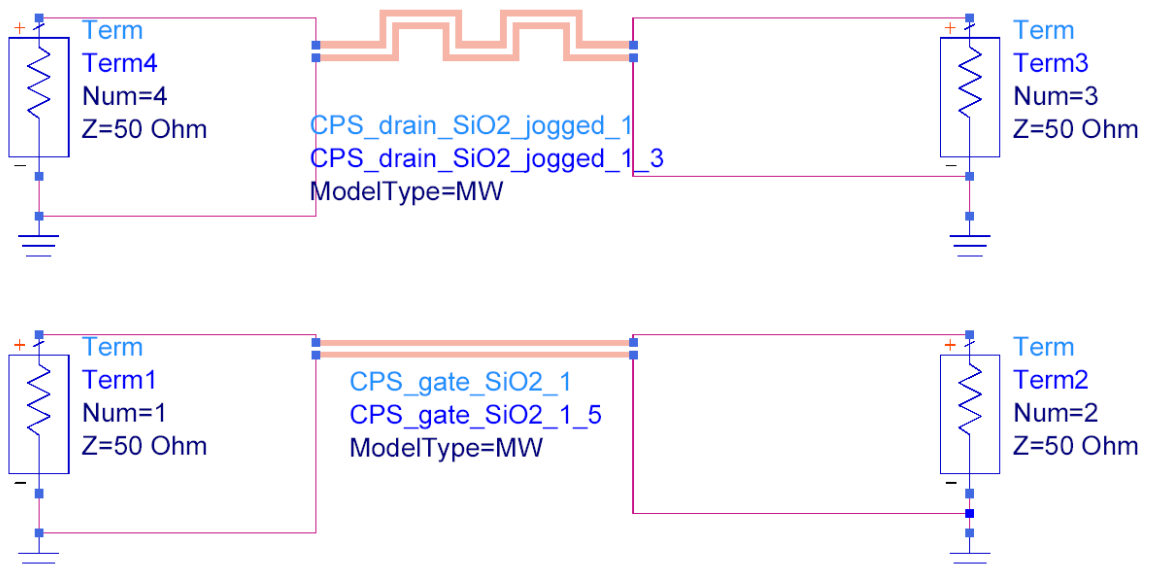 +
Term
Term4
Num=4
Z=50 Ohm
−
CPS_drain_SiO2_jogged_1
CPS_drain_SiO2_jogged_1_3
ModelType=MW
+
Term
Term3
Num=3
Z=50 Ohm
−
+
Term
Term1
Num=1
Z=50 Ohm
−
CPS_gate_SiO2_1
CPS_gate_SiO2_1_5
ModelType=MW
+
Term
Term2
Num=2
Z=50 Ohm
−